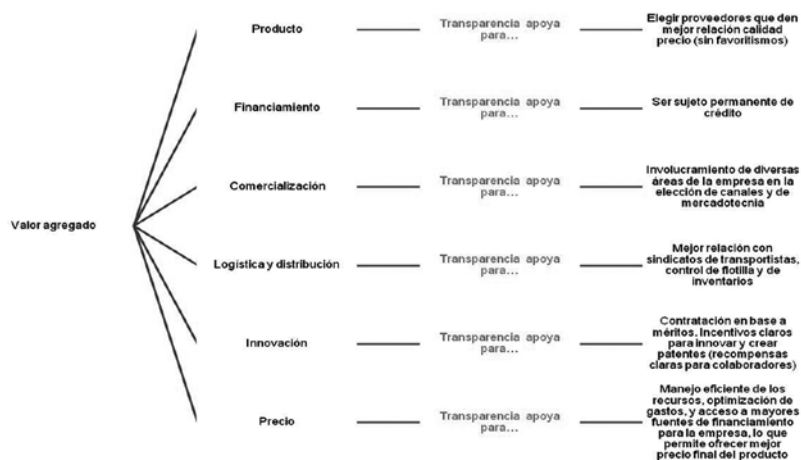 Producto
Transparencia apoya
para...
Elegir proveedores que den
mejor relación calidad
precio (sin favoritismos)
Financiamiento
Transparencia apoya
para...
Ser sujeto permanente de
crédito
Comercialización
Transparencia apoya
para...
Involucramiento de diversas
áreas de la empresa en la
elección de canales y de
mercadotecnia
Valor agregado
Logística y distribución
Transparencia apoya
para...
Mejor relación con
sindicatos de transportistas,
control de flotilla y de
inventarios
Innovación
Transparencia apoya
para...
Contratación en base a
méritos. Incentivos claros
para innovar y crear
patentes (recompensas
claras para colaboradores)
Precio
Transparencia apoya
para...
Manejo eficiente de los
recursos, optimización de
gastos, y acceso a mayores
fuentes de financiamiento
para la empresa, lo que
permite ofrecer mejor
precio final del producto